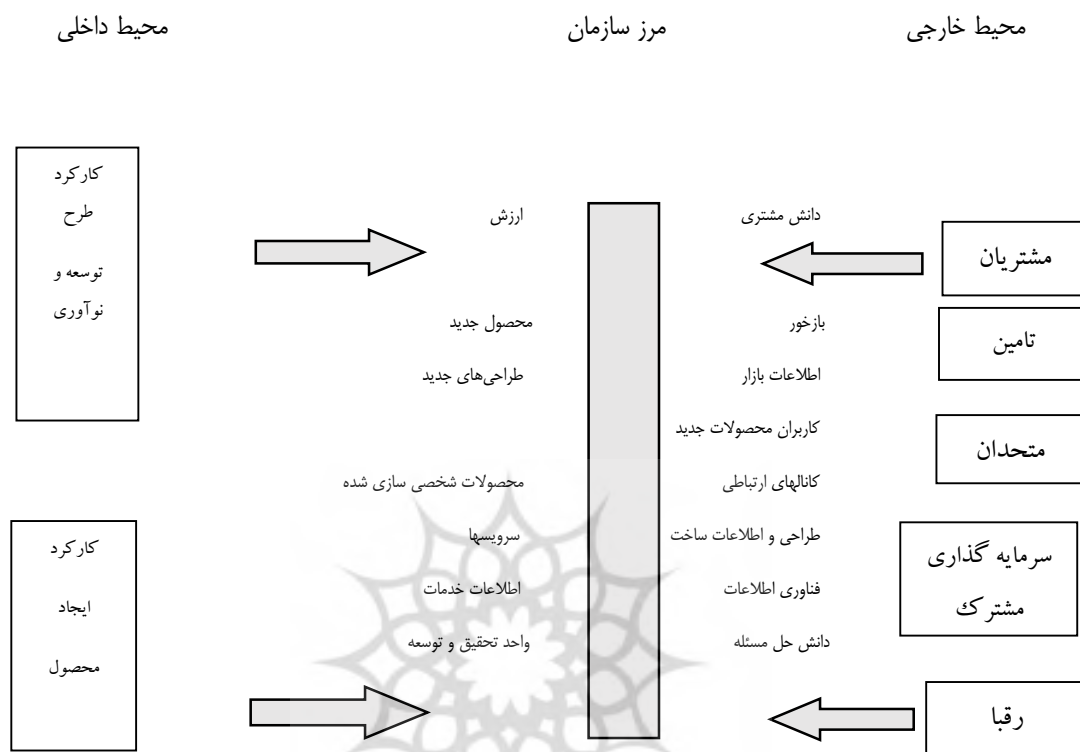 محیط خارجی
مرز سازمان
محیط داخلی
مشتریان
تامین
متحدان
سرمایه گذاری
مشترک
رقبا
دانش مشتری
بازخور
اطلاعات بازار
کاربران محصولات جدید
کانالهای ارتباطی
طراحی و اطلاعات ساخت
فناوری اطلاعات
دانش حل مسئله
ارزش
محصول جدید
طراحی‌های جدید
محصولات شخصی سازی شده
سرویسها
اطلاعات خدمات
واحد تحقیق و توسعه
کارکرد
طرح
توسعه و
نوآوری
کارکرد
ایجاد
محصول